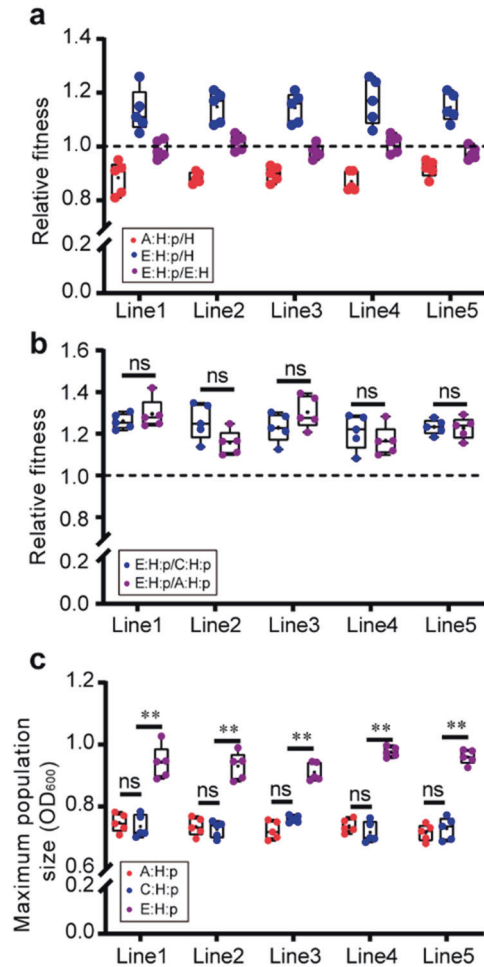 a
1.4
1.2
1.0
0.8
0.2
0.0
Relative fitness
A:H:p/H
E:H:p/H
E:H:p/E:H
Line1 Line2 Line3 Line4 Line5
b
1.6
1.4
1.2
1.0
0.8
0.2
0.0
Relative fitness
ns ns ns ns ns
E:H:p/C:H:p
E:H:p/A:H:p
Line1 Line2 Line3 Line4 Line5
c
1.2
1.0
0.8
0.6
0.2
0.0
Maximum population
size (OD600)
** ** ** ** **
ns ns ns ns ns
A:H:p
C:H:p
E:H:p
Line1 Line2 Line3 Line4 Line5